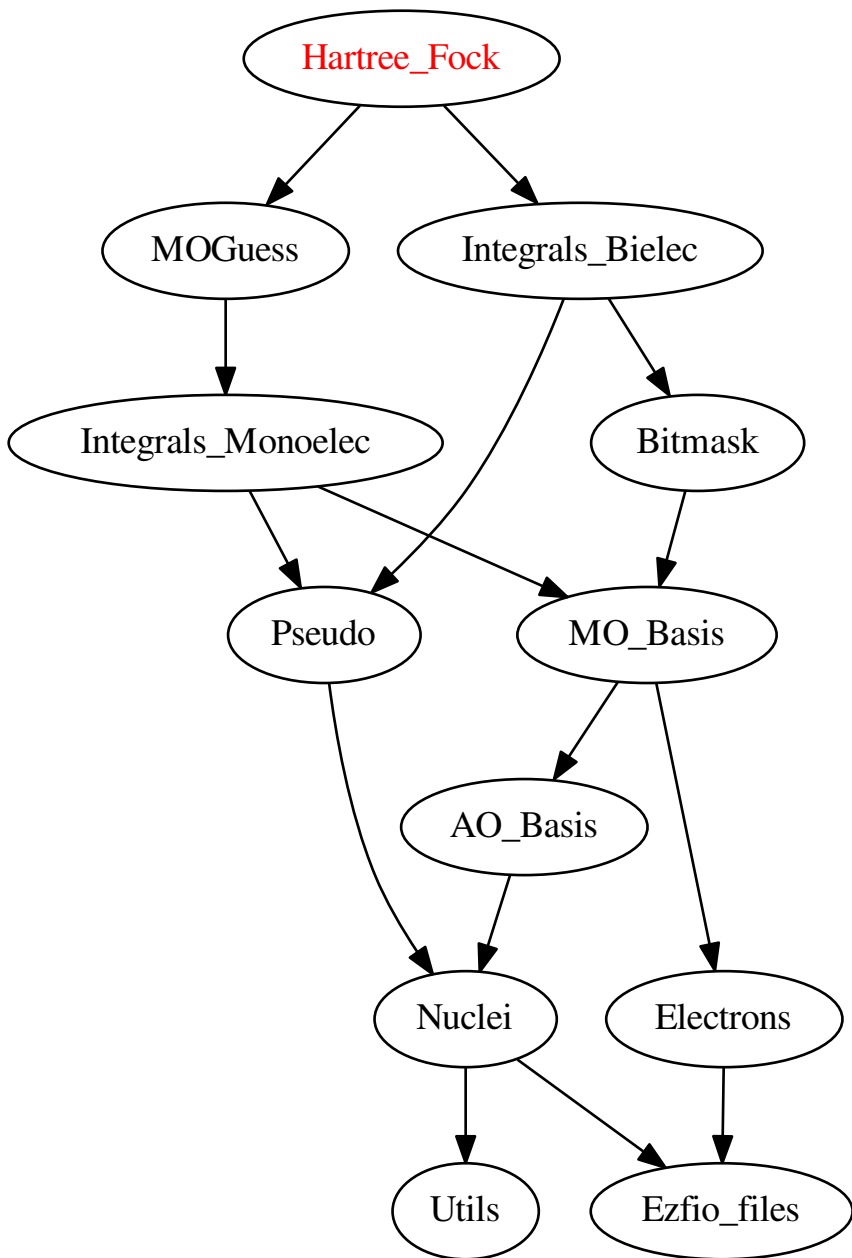 Hartree_Fock
MOGuess
Integrals_Bielec
Integrals_Monoelec
Bitmask
Pseudo
MO_Basis
AO_Basis
Nuclei
Electrons
Utils
Ezfio_files